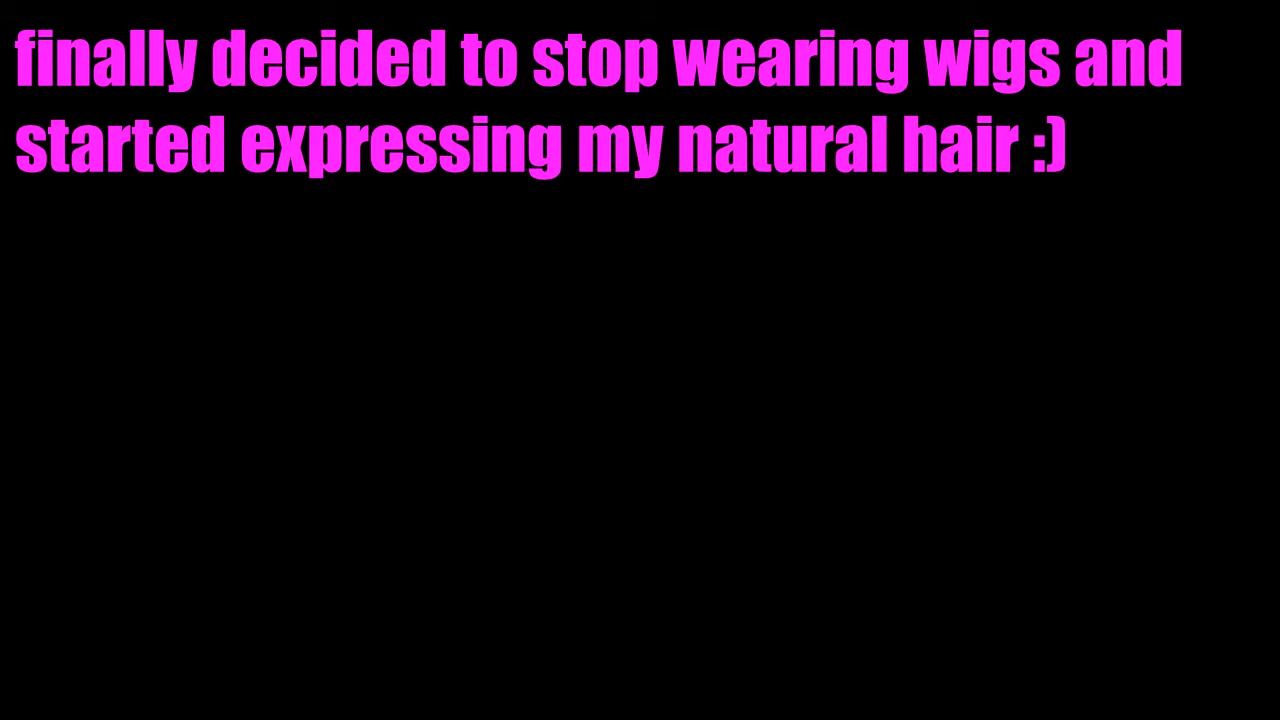 finally decided to stop wearing wigs and
started expressing my natural hair :)